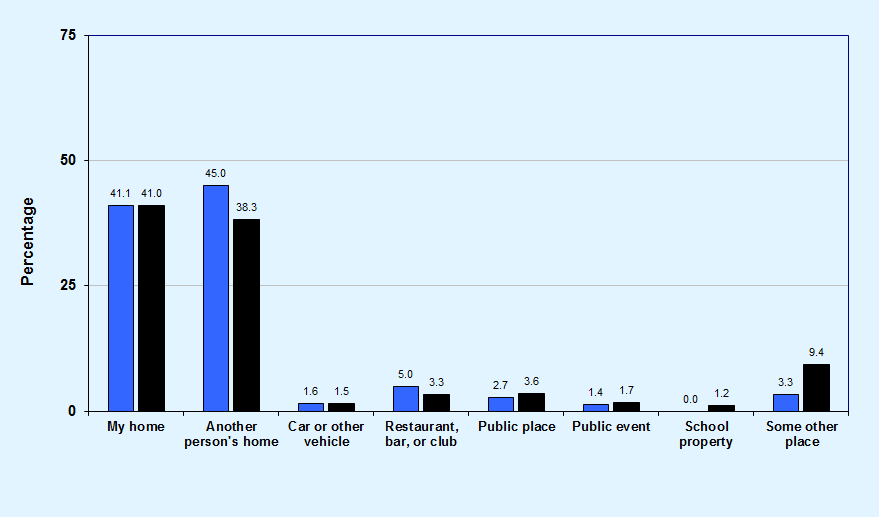 75
50
25
0
Percentage
41.1 41.0
45.0 38.3
1.6 1.5
5.0 3.3
2.7 3.6
1.4 1.7
0.0 1.2
3.3 9.4
My home
Another
person's home
Car or other
vehicle
Restaurant,
bar, or club
Public place
Public event
School
property
Some other
place